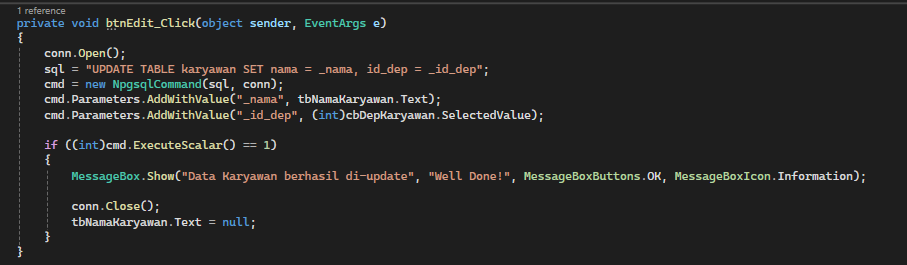 1 reference
private void btnEdit_Click(object sender, EventArgs e)
{
conn.Open();
sql = "UPDATE TABLE karyawan SET nama = _nama, id_dep = _id_dep";
cmd = new NpgsqlCommand(sql, conn);
cmd.Parameters.AddWithValue("_nama", tbNamaKaryawan.Text);
cmd.Parameters.AddWithValue("_id_dep", (int)cbDepKaryawan.SelectedValue);
if ((int)cmd.ExecuteScalar() == 1)
{
MessageBox.Show("Data Karyawan berhasil di-update", "Well Done!", MessageBoxButtons.OK, MessageBoxIcon.Information);
conn.Close();
tbNamaKaryawan.Text = null;
}
}